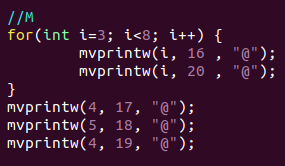 //M
for(int i=3; i<8; i++) {
        mvprintw(i, 16 , "@");
        mvprintw(i, 20 , "@");
}
mvprintw(4, 17, "@");
mvprintw(5, 18, "@");
mvprintw(4, 19, "@");